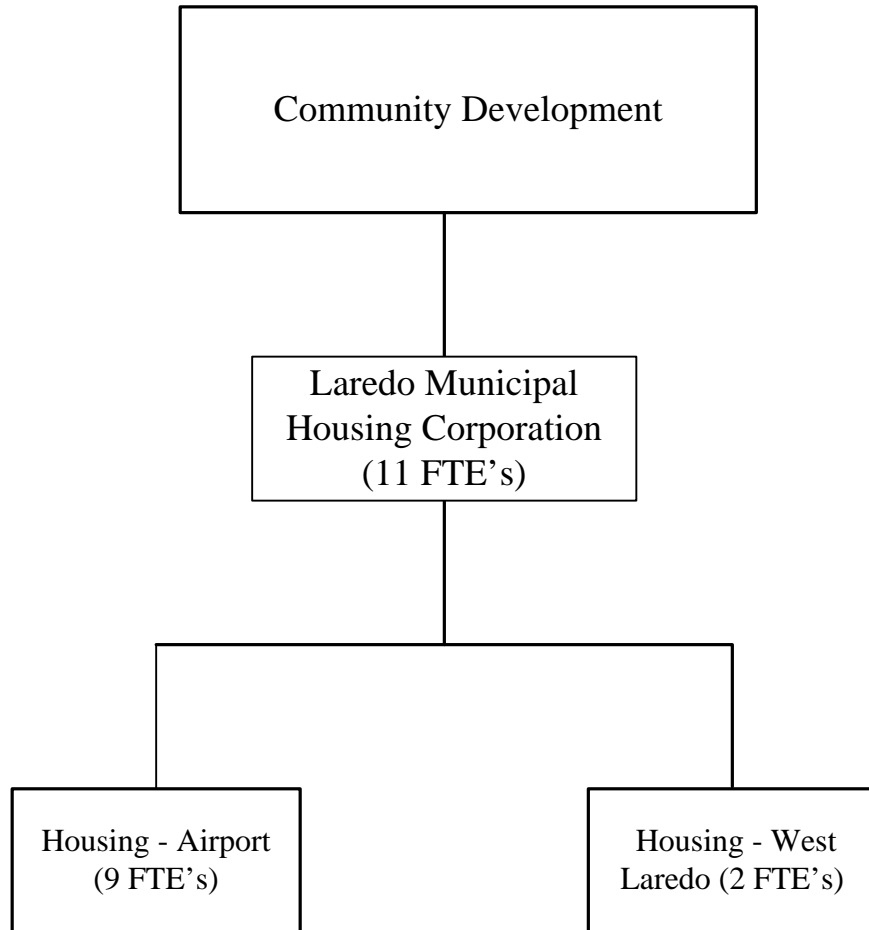 Community Development
Laredo Municipal
Housing Corporation
(11 FTE’s)
Housing - Airport
(9 FTE’s)
Housing - West
Laredo (2 FTE’s)